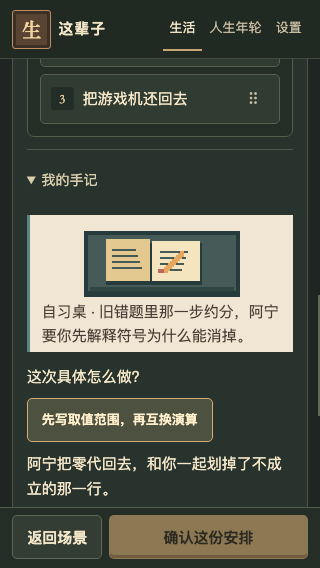 生
这辈子
生活
人生年轮
设置
3
把游戏机还回去
▼ 我的手记
自习桌 · 旧错题里那一步约分，阿宁
要你先解释符号为什么能消掉。
这次具体怎么做?
先写取值范围，再互换演算
阿宁把零代回去，和你一起划掉了不成
立的那一行。
返回场景
确认这份安排